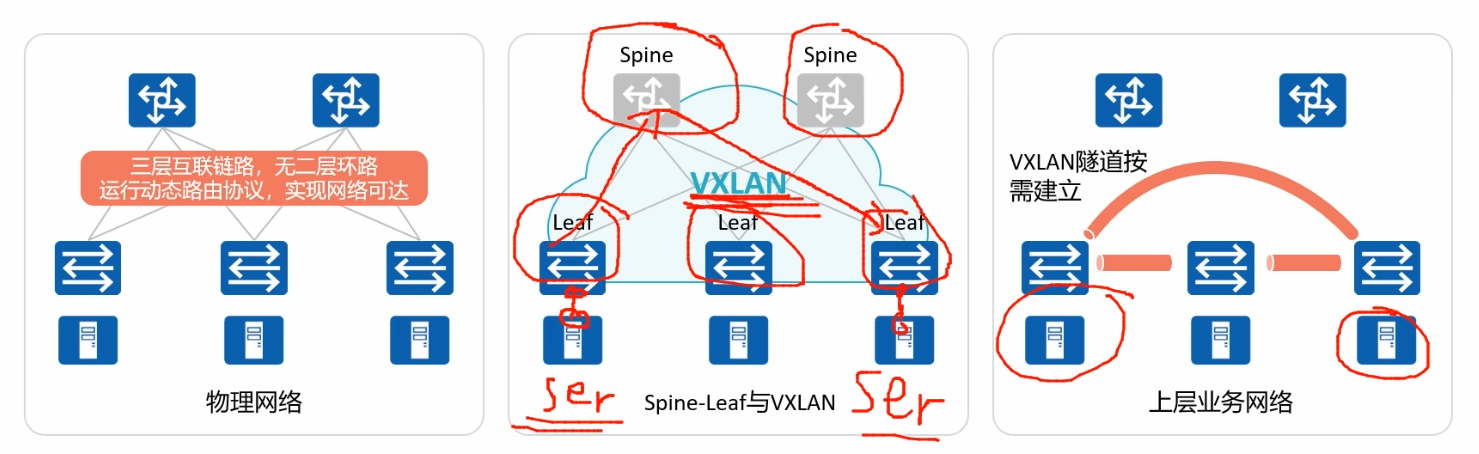 三层互联链路，无二层环路
运行动态路由协议，实现网络可达
物理网络
Spine
Spine
VXLAN
Leaf
Leaf
Leaf
ser
ser
Spine-Leaf与VXLAN
VXLAN隧道按
需建立
上层业务网络